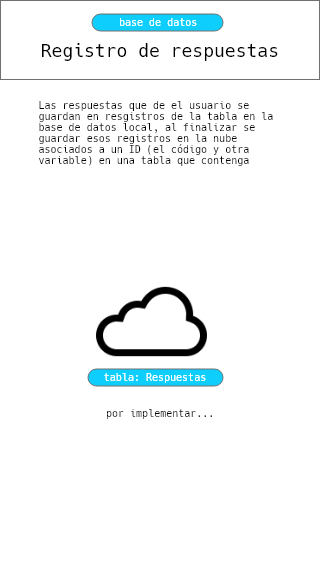 base de datos
Registro de respuestas
Las respuestas que de el usuario se
guardan en resgistros de la tabla en la
base de datos local, al finalizar se
guardar esos registros en la nube
asociados a un ID (el código y otra
variable) en una tabla que contenga
tabla: Respuestas
por implementar...